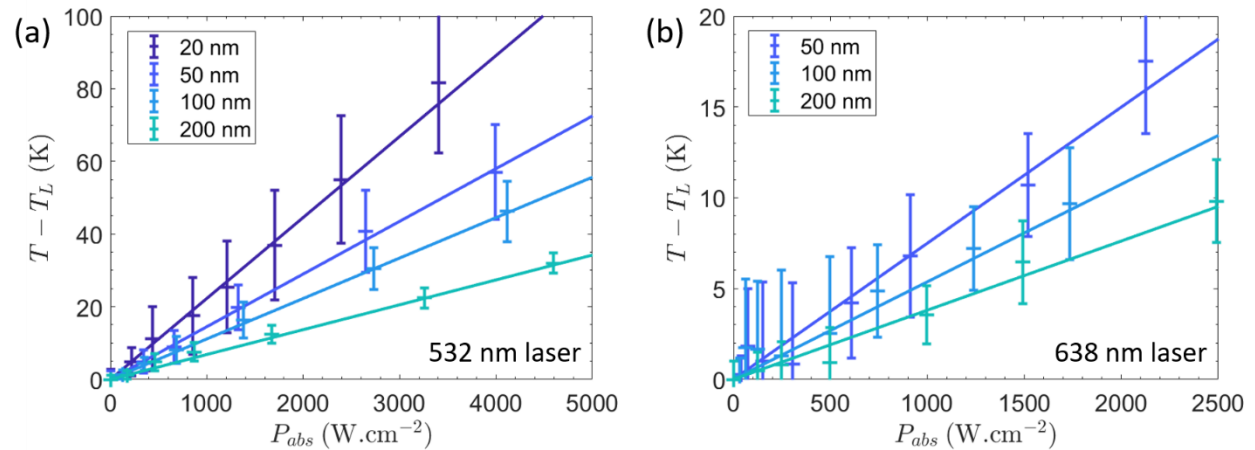 (a)
100
80
60
40
20
0
T − T_L (K)
20 nm
50 nm
100 nm
200 nm
532 nm laser
0 1000 2000 3000 4000 5000
P_abs (W.cm⁻²)
(b)
20
15
10
5
0
T − T_L (K)
50 nm
100 nm
200 nm
638 nm laser
0 500 1000 1500 2000 2500
P_abs (W.cm⁻²)